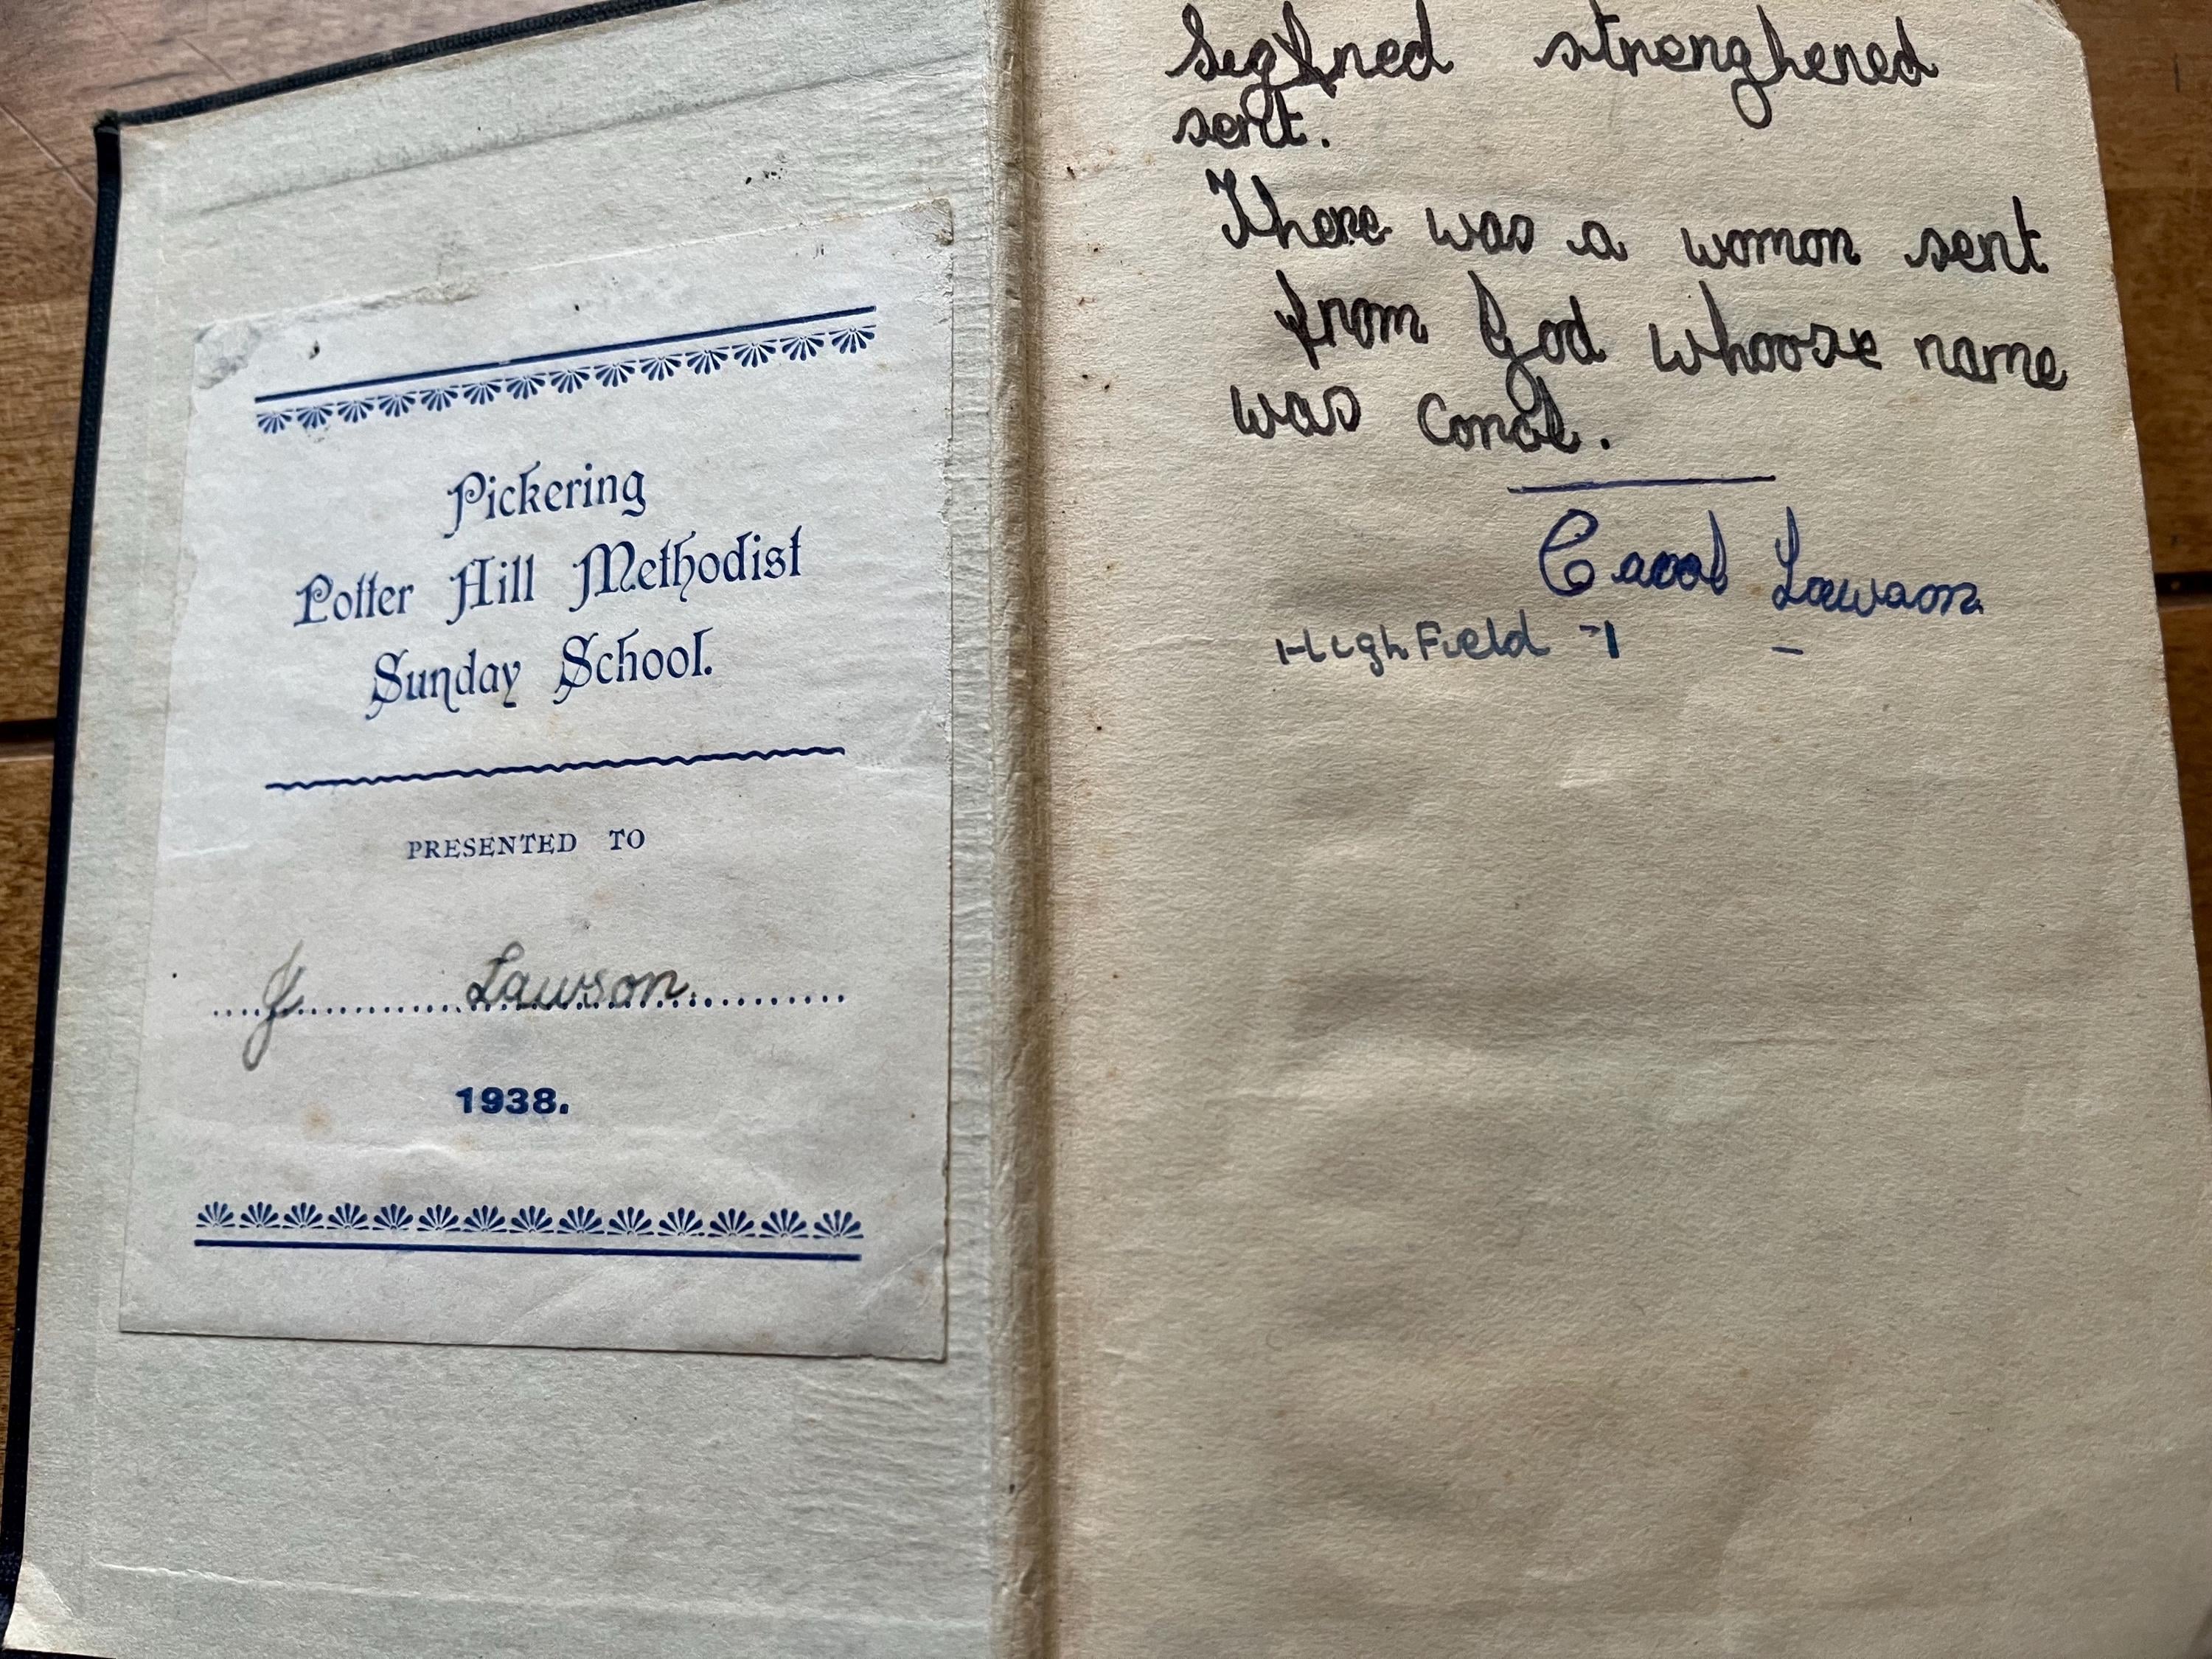 Pickering
Potter Hill Methodist
Sunday School.
PRESENTED TO
J Lawson
1938.
Segfried strenghened
sent.
There was a woman sent
from God whoose name
was Carol.
Carol Lawson
HighField